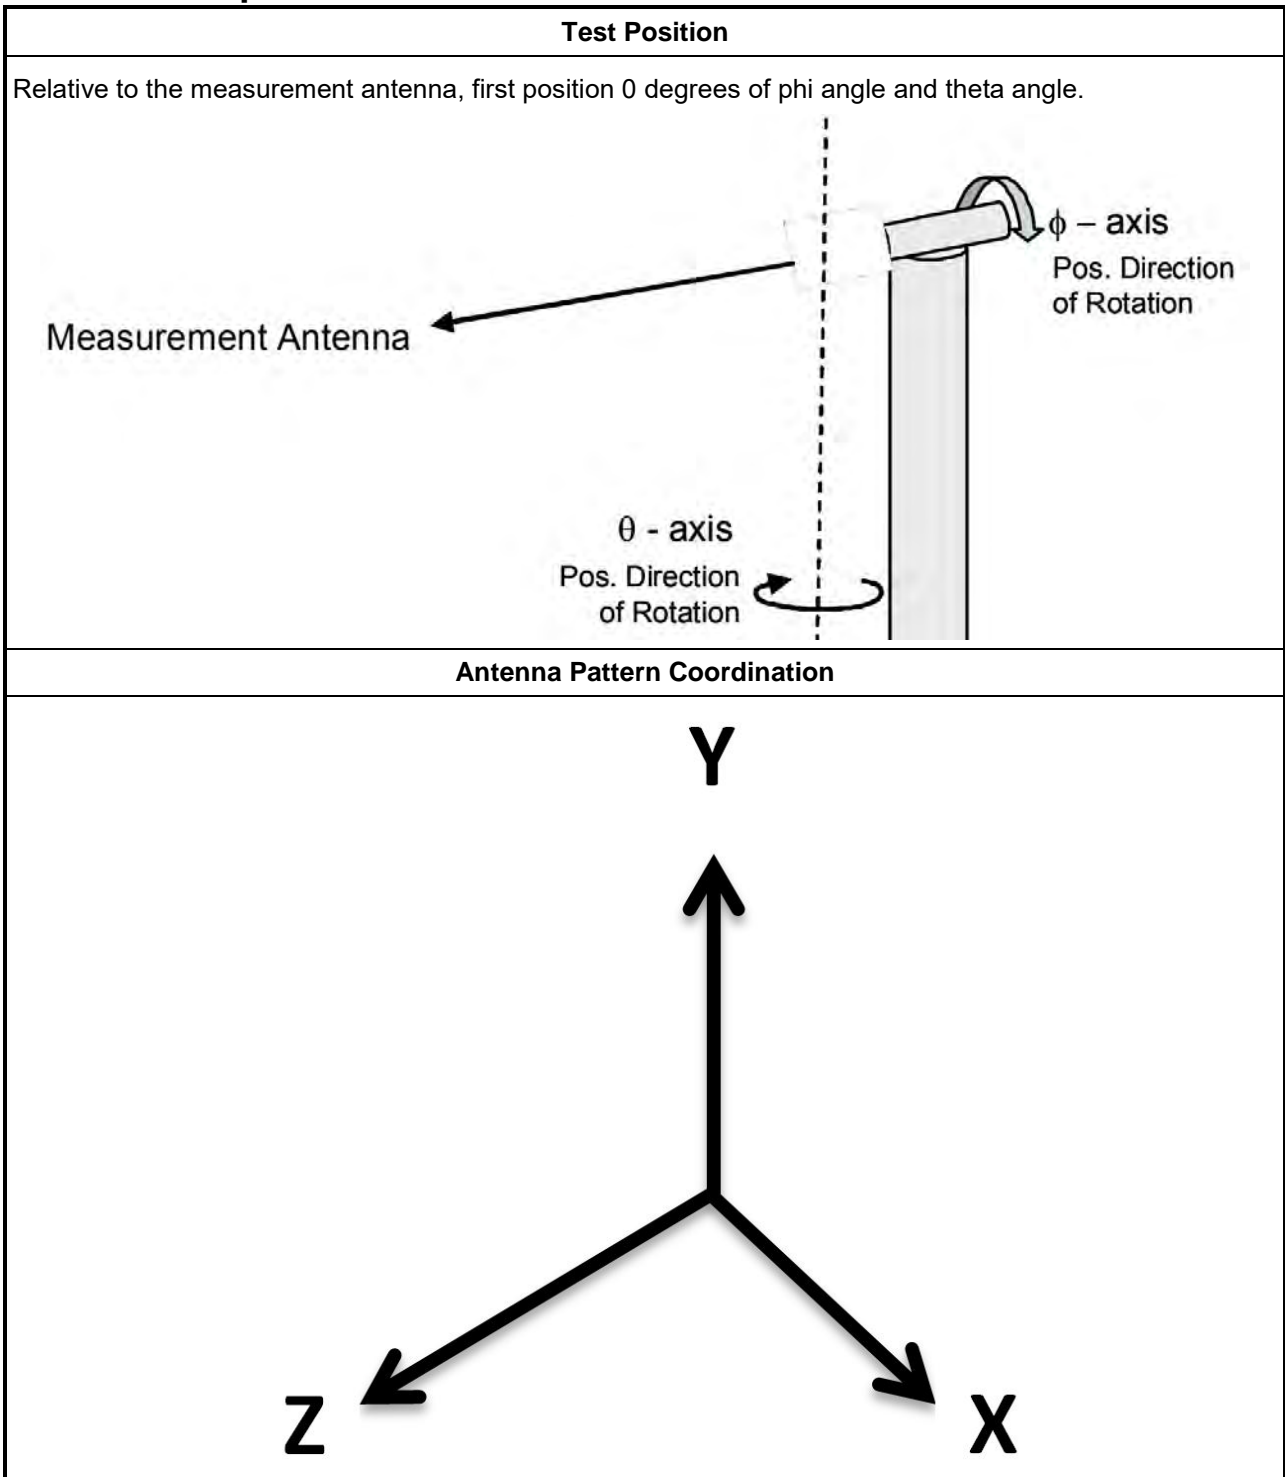 Test Position
Relative to the measurement antenna, first position 0 degrees of phi angle and theta angle.
ϕ – axis
Pos. Direction
of Rotation
Measurement Antenna
θ - axis
Pos. Direction
of Rotation
Antenna Pattern Coordination
Y
Z
X